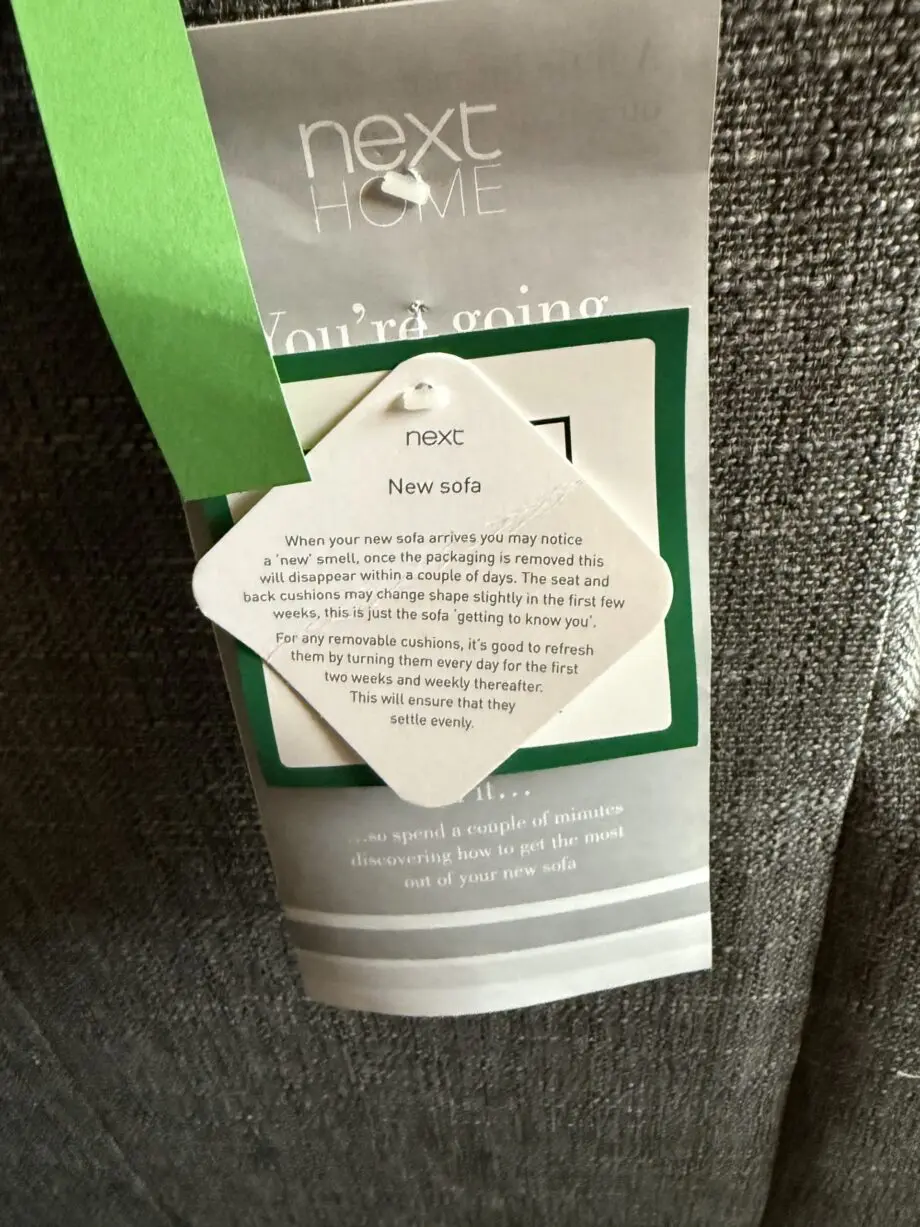 next
HOME
You're going
next
New sofa
When your new sofa arrives you may notice
a 'new' smell, once the packaging is removed this
will disappear within a couple of days. The seat and
back cushions may change shape slightly in the first few
weeks, this is just the sofa 'getting to know you'.
For any removable cushions, it's good to refresh
them by turning them every day for the first
two weeks and weekly thereafter.
This will ensure that they
settle evenly.
it...
...so spend a couple of minutes
discovering how to get the most
out of your new sofa